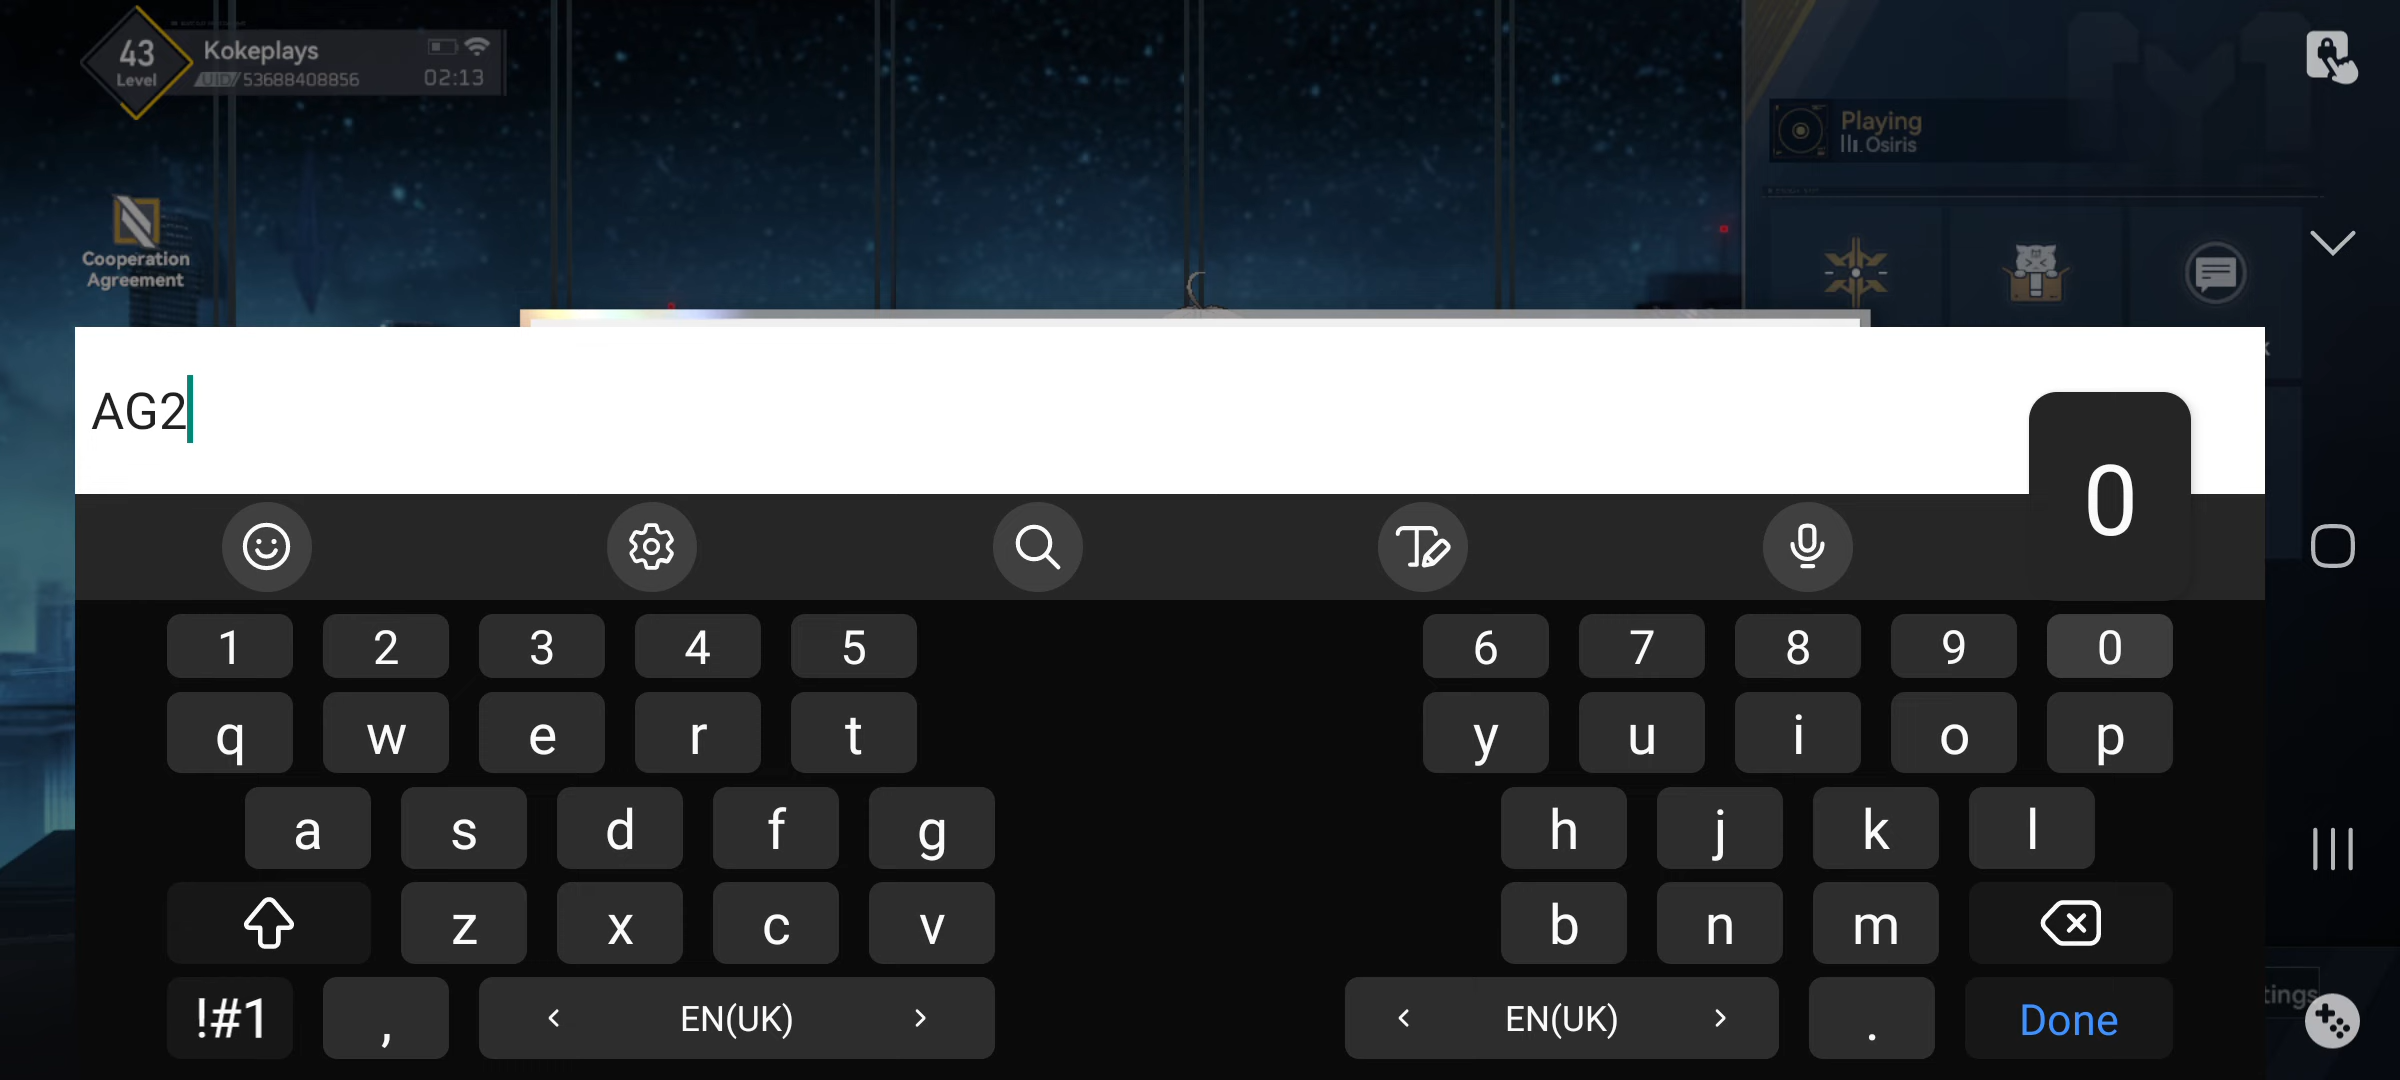 43
Level
Kokeplays
UID/53688408856
02:13
Playing
Osiris
Cooperation
Agreement
AG2
0
1 2 3 4 5 6 7 8 9 0
q w e r t y u i o p
a s d f g h j k l
z x c v b n m
!#1 , < EN(UK) > < EN(UK) > . Done
tings